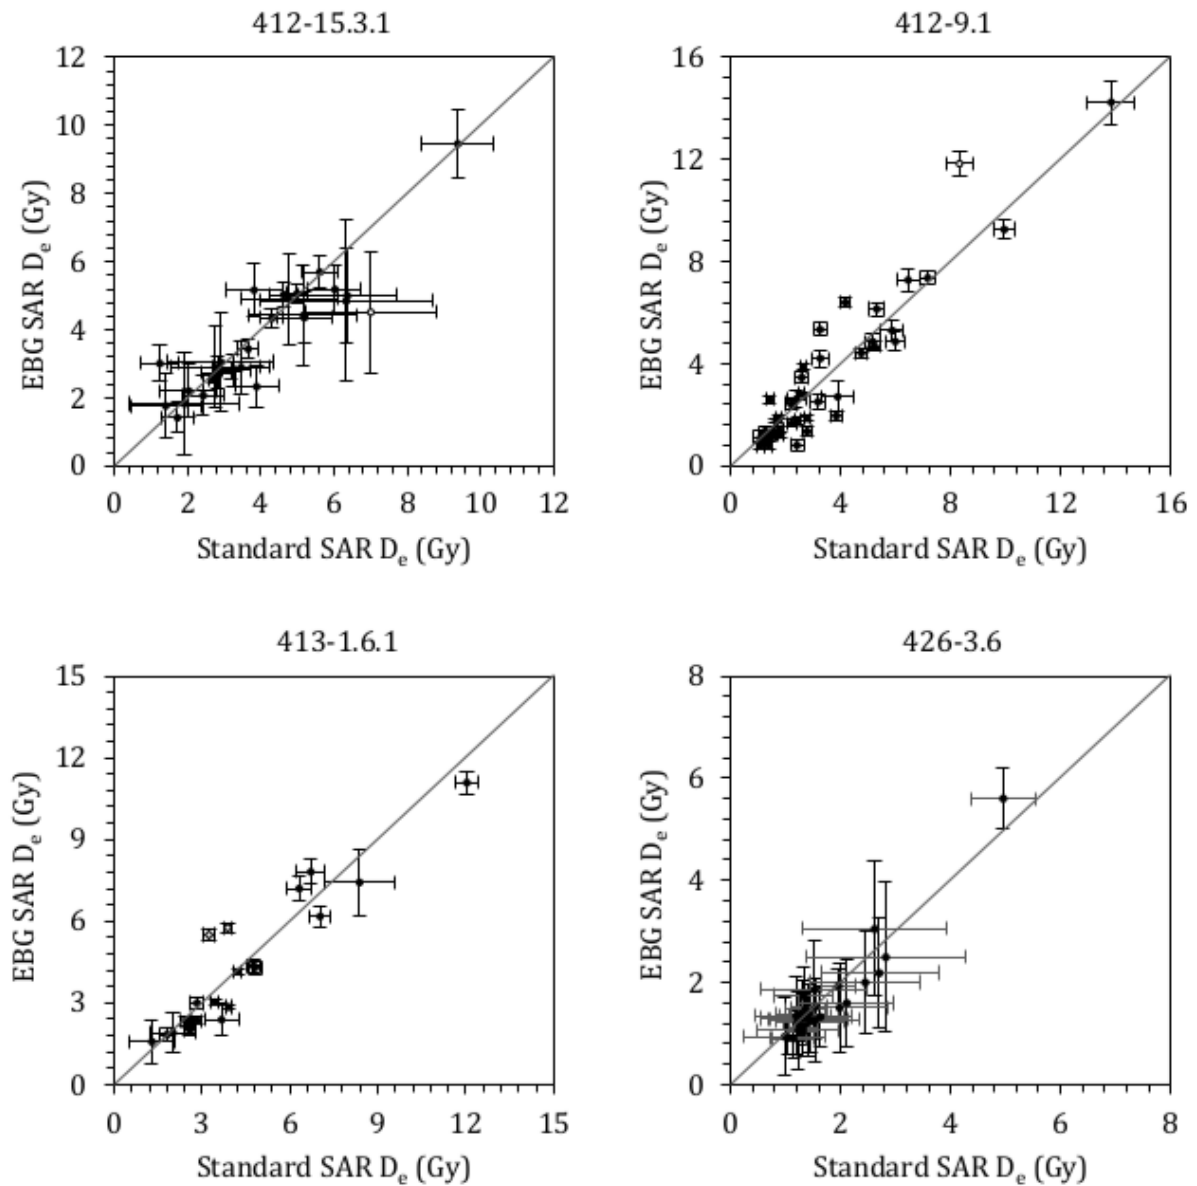 412-15.3.1
12
10
8
6
4
2
0
0 2 4 6 8 10 12
EBG SAR Dₑ (Gy)
Standard SAR Dₑ (Gy)
412-9.1
16
12
8
4
0
0 4 8 12 16
EBG SAR Dₑ (Gy)
Standard SAR Dₑ (Gy)
413-1.6.1
15
12
9
6
3
0
0 3 6 9 12 15
EBG SAR Dₑ (Gy)
Standard SAR Dₑ (Gy)
426-3.6
8
6
4
2
0
0 2 4 6 8
EBG SAR Dₑ (Gy)
Standard SAR Dₑ (Gy)